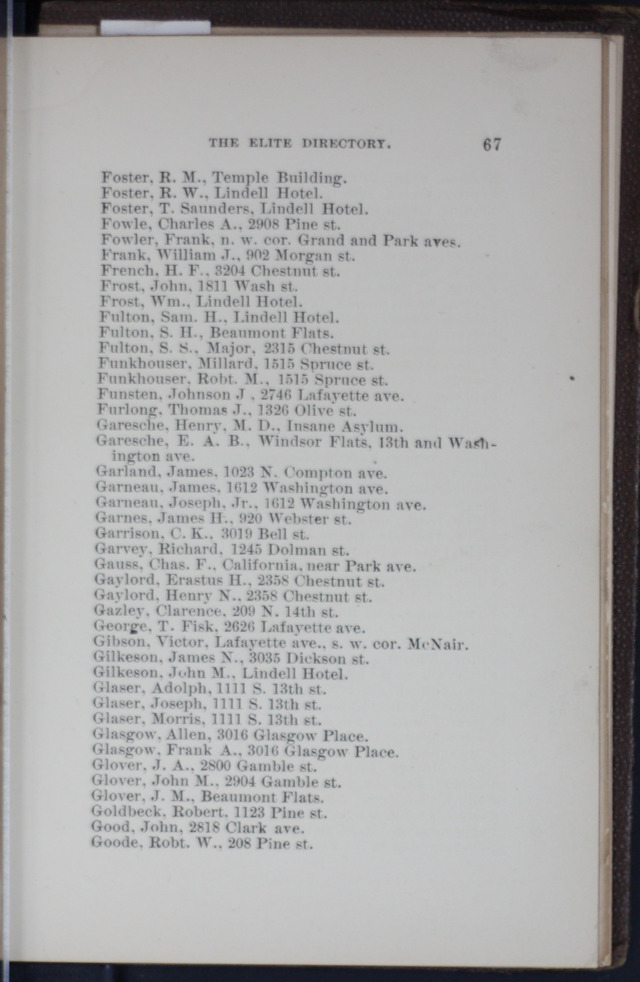 THE ELITE DIRECTORY. 67
Foster, R. M., Temple Building.
Foster, R. W., Lindell Hotel.
Foster, T. Saunders, Lindell Hotel.
Fowle, Charles A., 2908 Pine st.
Fowler, Frank, n. w. cor. Grand and Park aves.
Frank, William J., 902 Morgan st.
French, H. F., 3204 Chestnut st.
Frost, John, 1811 Wash st.
Frost, Wm., Lindell Hotel.
Fulton, Sam. H., Lindell Hotel.
Fulton, S. H., Beaumont Flats.
Fulton, S. S., Major, 2315 Chestnut st.
Funkhouser, Millard, 1515 Spruce st.
Funkhouser, Robt. M., 1515 Spruce st.
Funsten, Johnson J , 2746 Lafayette ave.
Furlong, Thomas J., 1326 Olive st.
Garesche, Henry, M. D., Insane Asylum.
Garesche, E. A. B., Windsor Flats, 13th and Wash-
ington ave.
Garland, James, 1023 N. Compton ave.
Garneau, James, 1612 Washington ave.
Garneau, Joseph, Jr., 1612 Washington ave.
Garnes, James H., 920 Webster st.
Garrison, C. K., 3019 Bell st.
Garvey, Richard, 1245 Dolman st.
Gauss, Chas. F., California, near Park ave.
Gaylord, Erastus H., 2358 Chestnut st.
Gaylord, Henry N., 2358 Chestnut st.
Gazley, Clarence, 209 N. 14th st.
George, T. Fisk, 2626 Lafayette ave.
Gibson, Victor, Lafayette ave., s. w. cor. McNair.
Gilkeson, James N., 3035 Dickson st.
Gilkeson, John M., Lindell Hotel.
Glaser, Adolph, 1111 S. 13th st.
Glaser, Joseph, 1111 S. 13th st.
Glaser, Morris, 1111 S. 13th st.
Glasgow, Allen, 3016 Glasgow Place.
Glasgow, Frank A., 3016 Glasgow Place.
Glover, J. A., 2800 Gamble st.
Glover, John M., 2904 Gamble st.
Glover, J. M., Beaumont Flats.
Goldbeck, Robert, 1123 Pine st.
Good, John, 2818 Clark ave.
Goode, Robt. W., 208 Pine st.